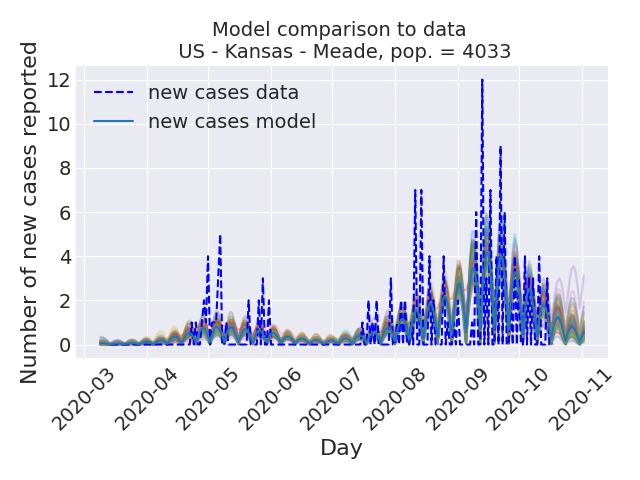 Model comparison to data
US - Kansas - Meade, pop. = 4033
Number of new cases reported
12
10
8
6
4
2
0
new cases data
new cases model
2020-03
2020-04
2020-05
2020-06
2020-07
2020-08
2020-09
2020-10
2020-11
Day